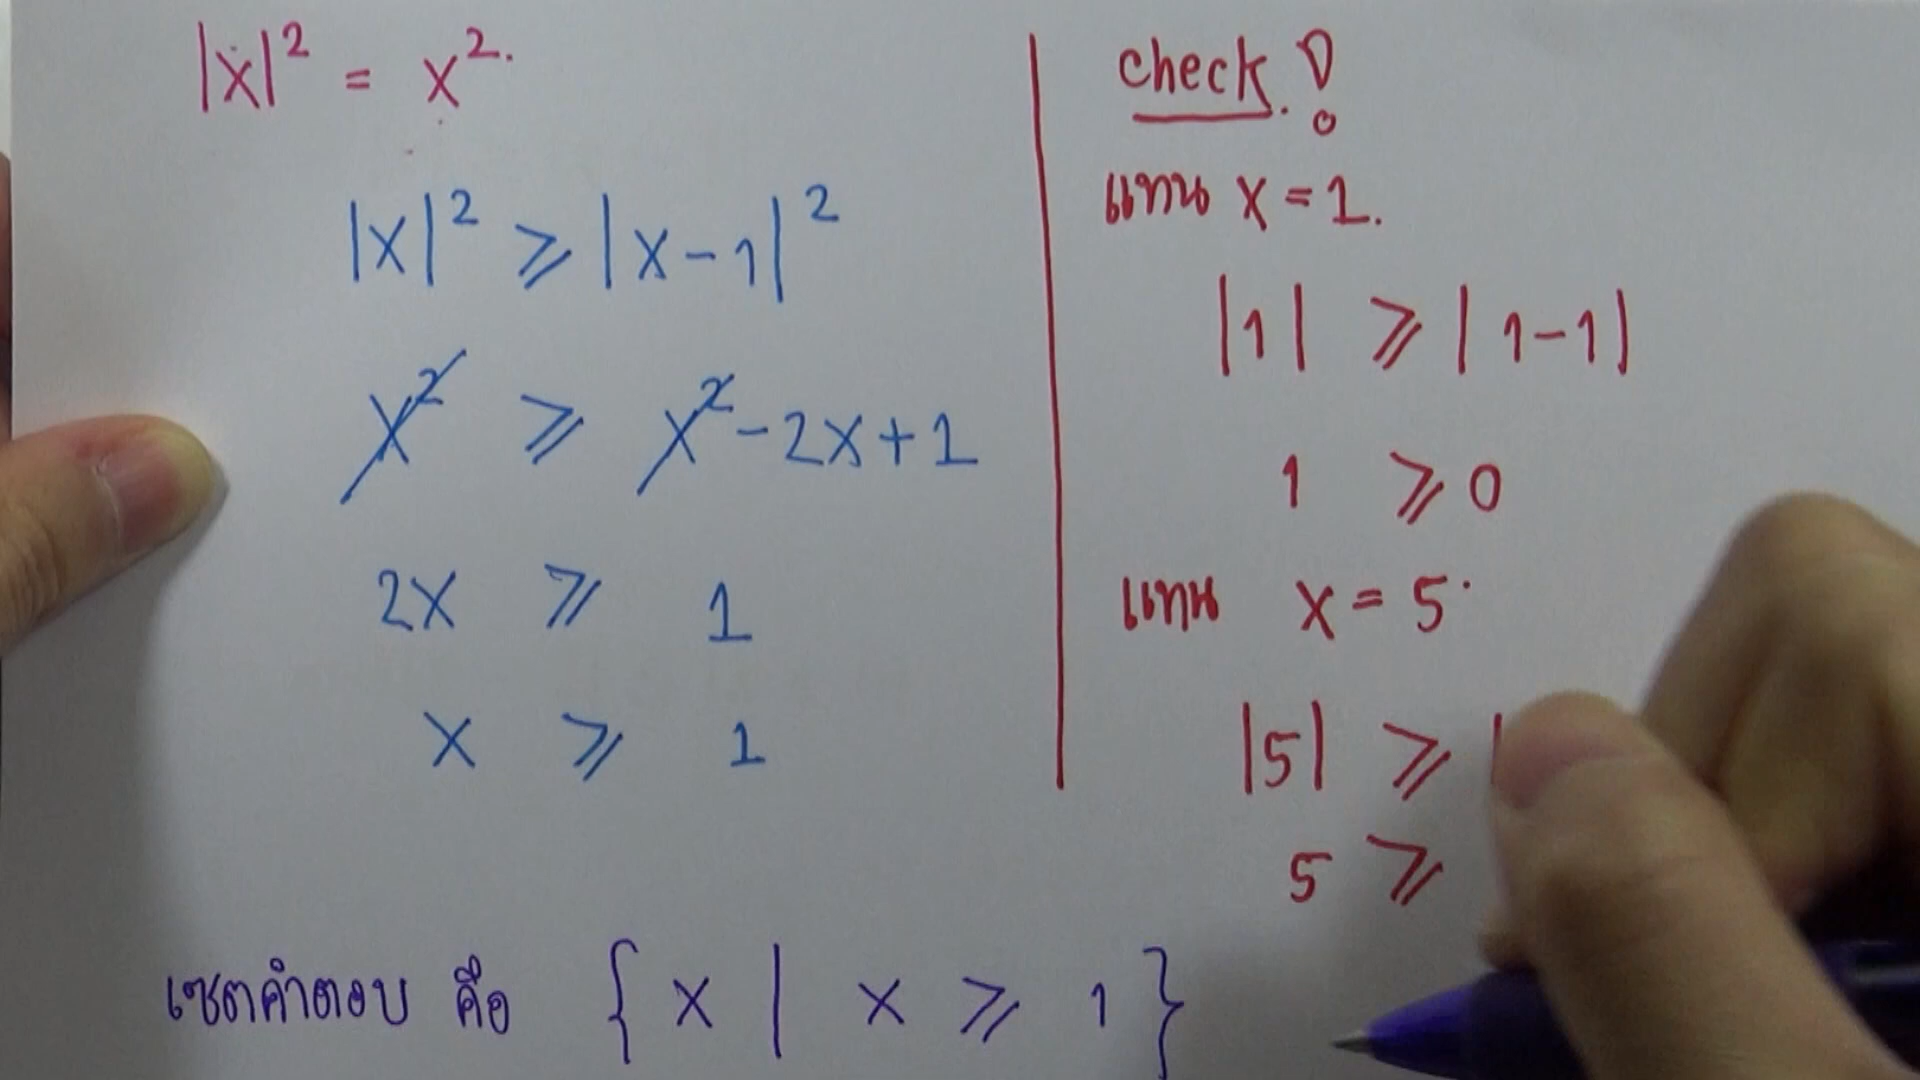 |x|² = x².
|x|² ⩾ |x-1|²
x² ⩾ x²-2x+1
2x ⩾ 1
x ⩾ 1
เซตคำตอบ คือ { x | x ⩾ 1 }
check.!
แทน x = 1.
|1| ⩾ |1-1|
1 ⩾ 0
แทน x = 5.
|5| ⩾ |
5 ⩾